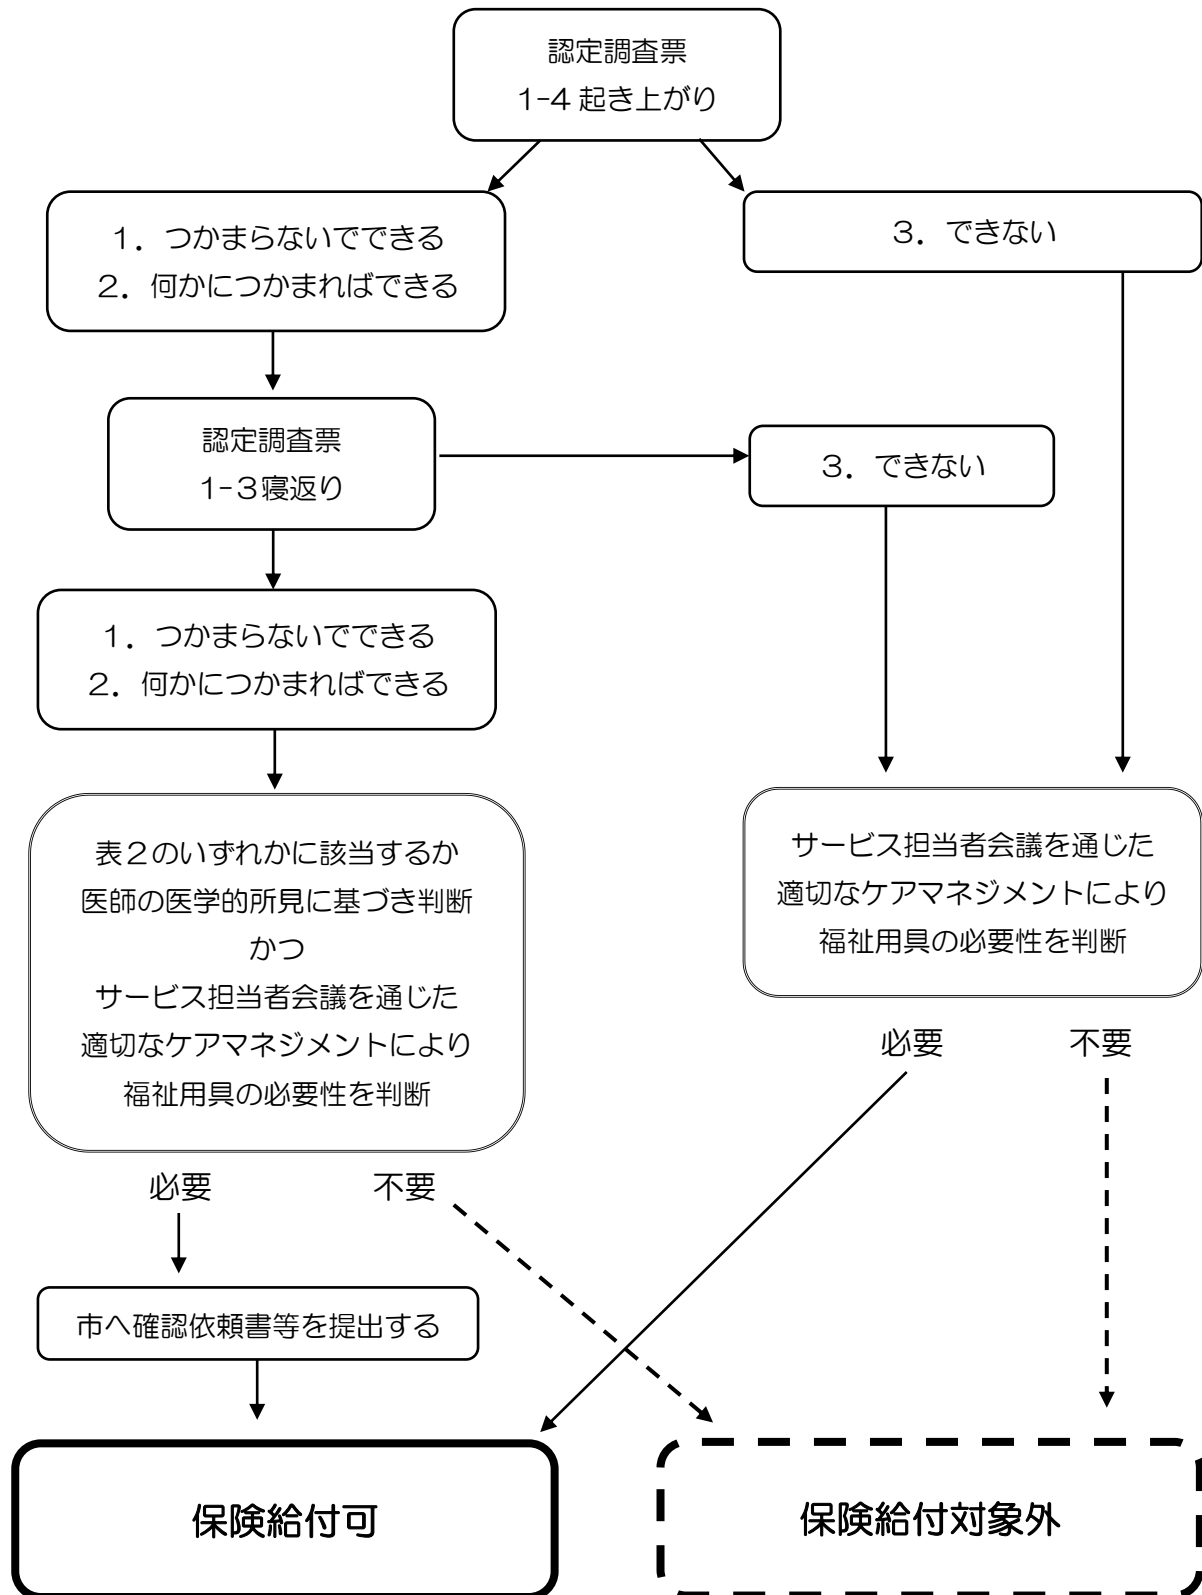 認定調査票
1-4 起き上がり
1．つかまらないでできる
2．何かにつかまればできる
3．できない
認定調査票
1-3寝返り
3．できない
1．つかまらないでできる
2．何かにつかまればできる
表2のいずれかに該当するか
医師の医学的所見に基づき判断
かつ
サービス担当者会議を通じた
適切なケアマネジメントにより
福祉用具の必要性を判断
サービス担当者会議を通じた
適切なケアマネジメントにより
福祉用具の必要性を判断
必要　不要
必要　不要
市へ確認依頼書等を提出する
保険給付可
保険給付対象外